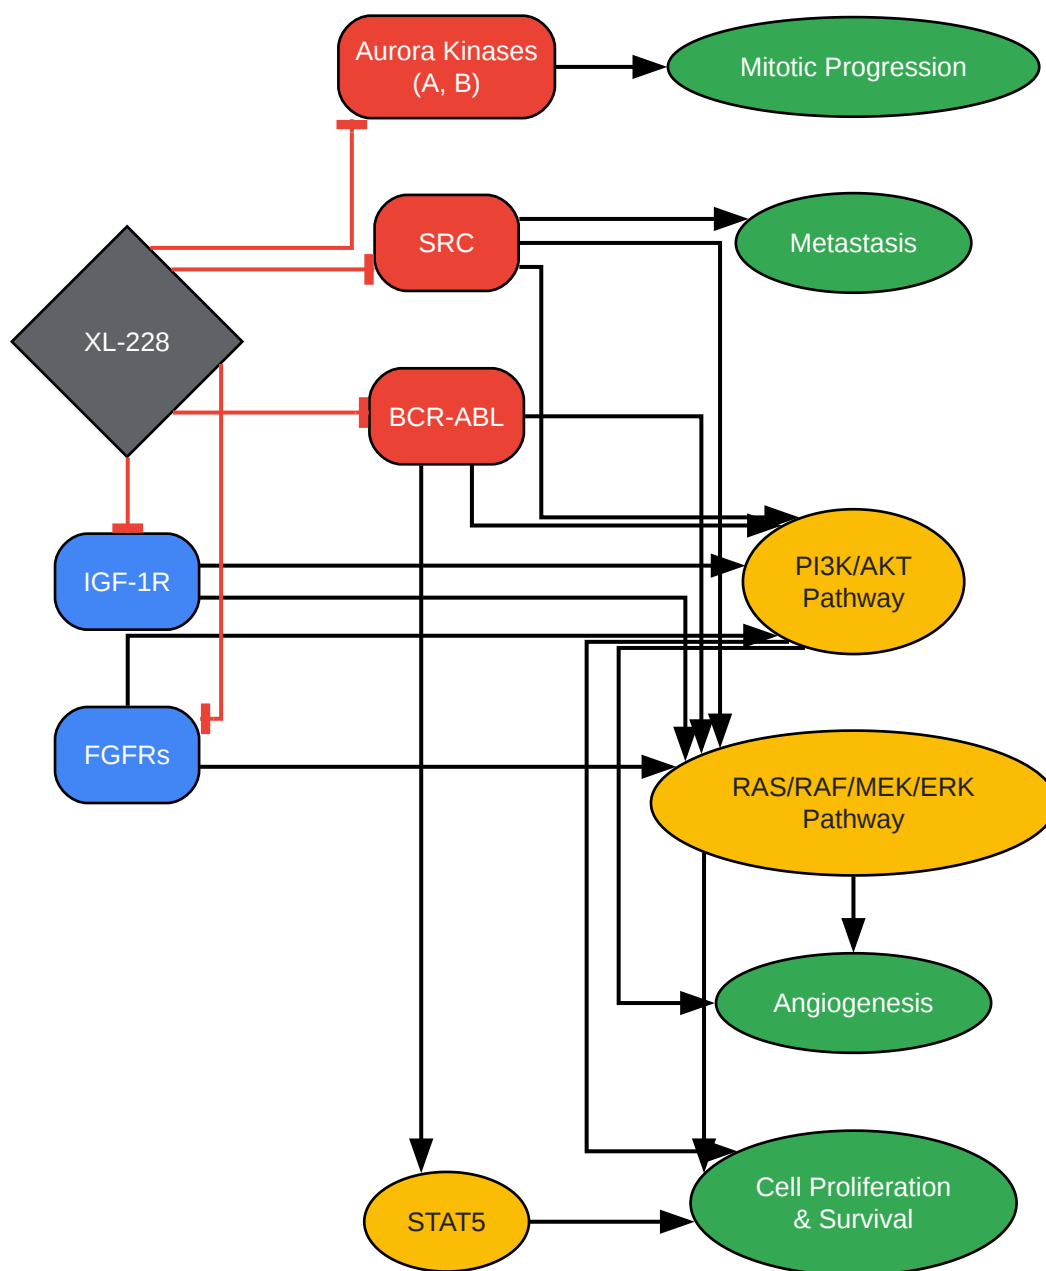 Aurora Kinases
(A, B)
Mitotic Progression
SRC
Metastasis
XL-228
BCR-ABL
IGF-1R
PI3K/AKT
Pathway
FGFRs
RAS/RAF/MEK/ERK
Pathway
Angiogenesis
STAT5
Cell Proliferation
& Survival